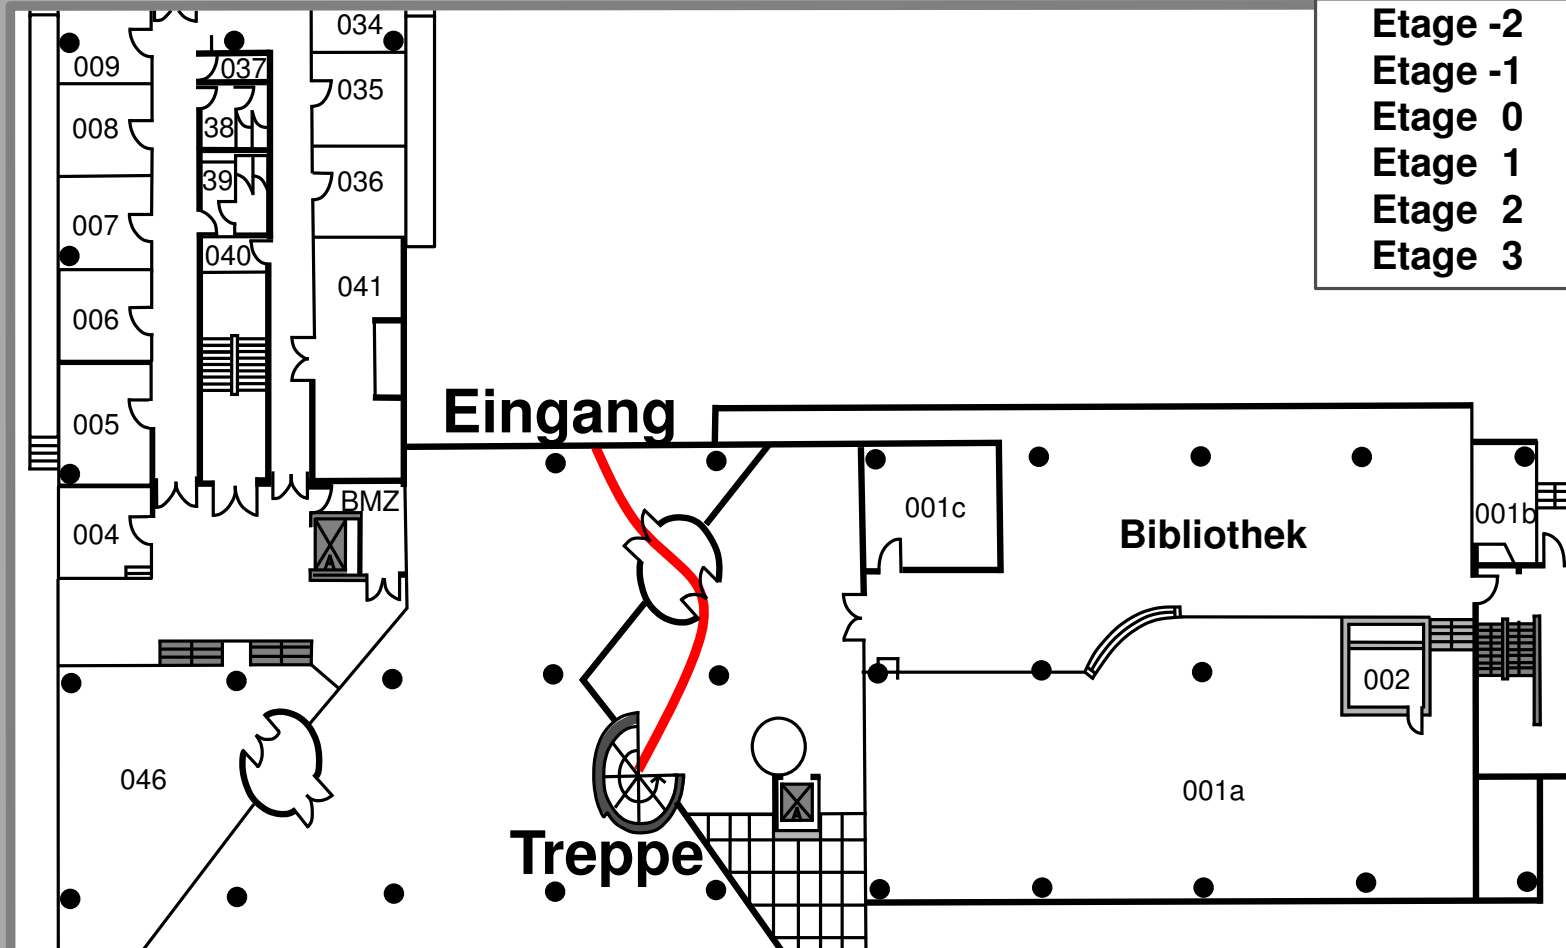 Etage -2
Etage -1
Etage 0
Etage 1
Etage 2
Etage 3
034
009
037
035
008
38
036
39
007
040
041
006
Eingang
005
BMZ
001c
001b
004
Bibliothek
A
002
046
001a
A
Treppe